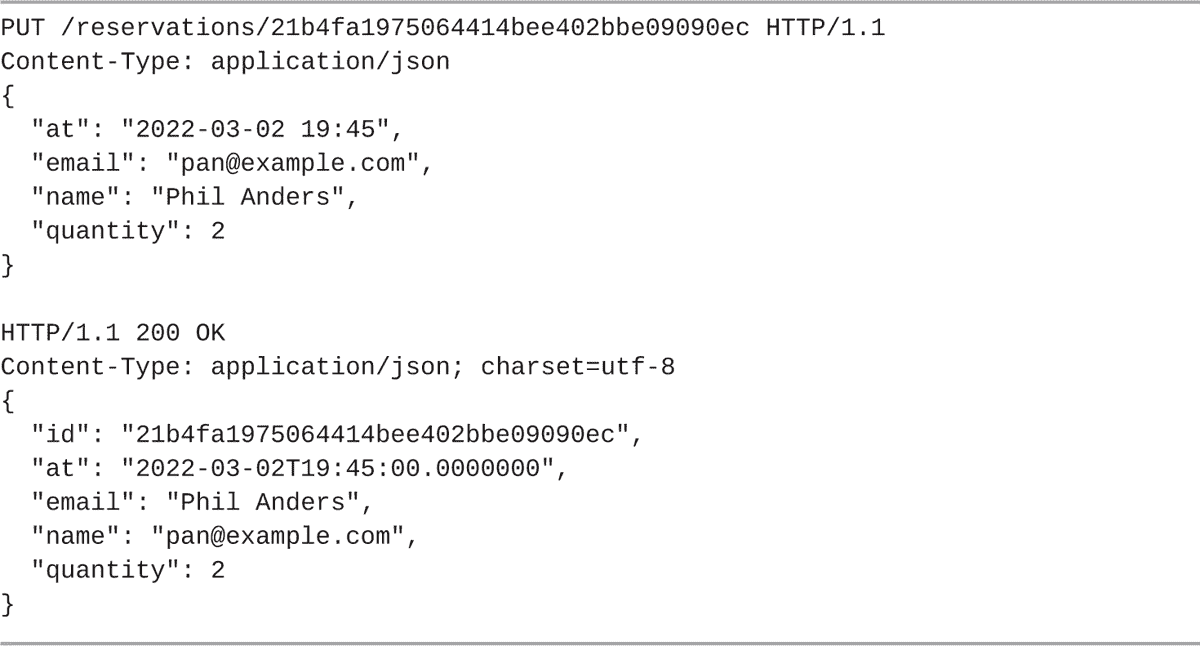 PUT /reservations/21b4fa1975064414bee402bbe09090ec HTTP/1.1
Content-Type: application/json
{
  "at": "2022-03-02 19:45",
  "email": "pan@example.com",
  "name": "Phil Anders",
  "quantity": 2
}

HTTP/1.1 200 OK
Content-Type: application/json; charset=utf-8
{
  "id": "21b4fa1975064414bee402bbe09090ec",
  "at": "2022-03-02T19:45:00.0000000",
  "email": "Phil Anders",
  "name": "pan@example.com",
  "quantity": 2
}